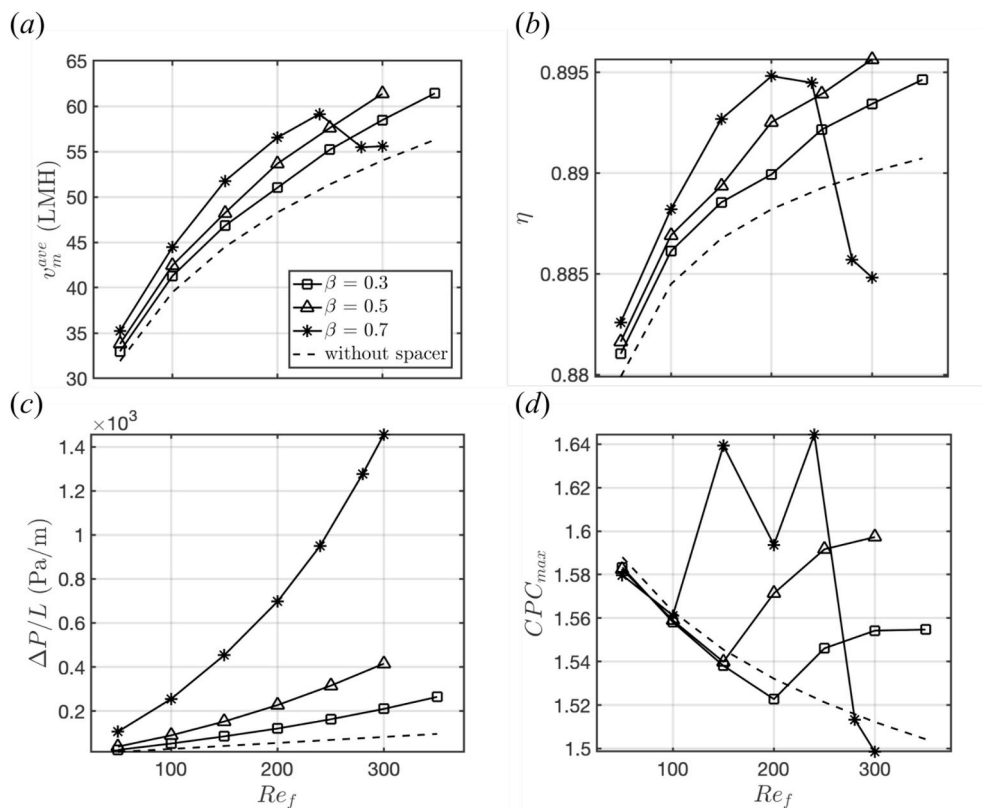 (a)
65
60
55
50
45
40
35
30
v_m^{ave} (LMH)
β = 0.3
β = 0.5
β = 0.7
without spacer
(b)
0.895
0.89
0.885
0.88
η
(c)
×10³
1.4
1.2
1
0.8
0.6
0.4
0.2
ΔP/L (Pa/m)
100 200 300
Re_f
(d)
1.64
1.62
1.6
1.58
1.56
1.54
1.52
1.5
CPC_{max}
100 200 300
Re_f